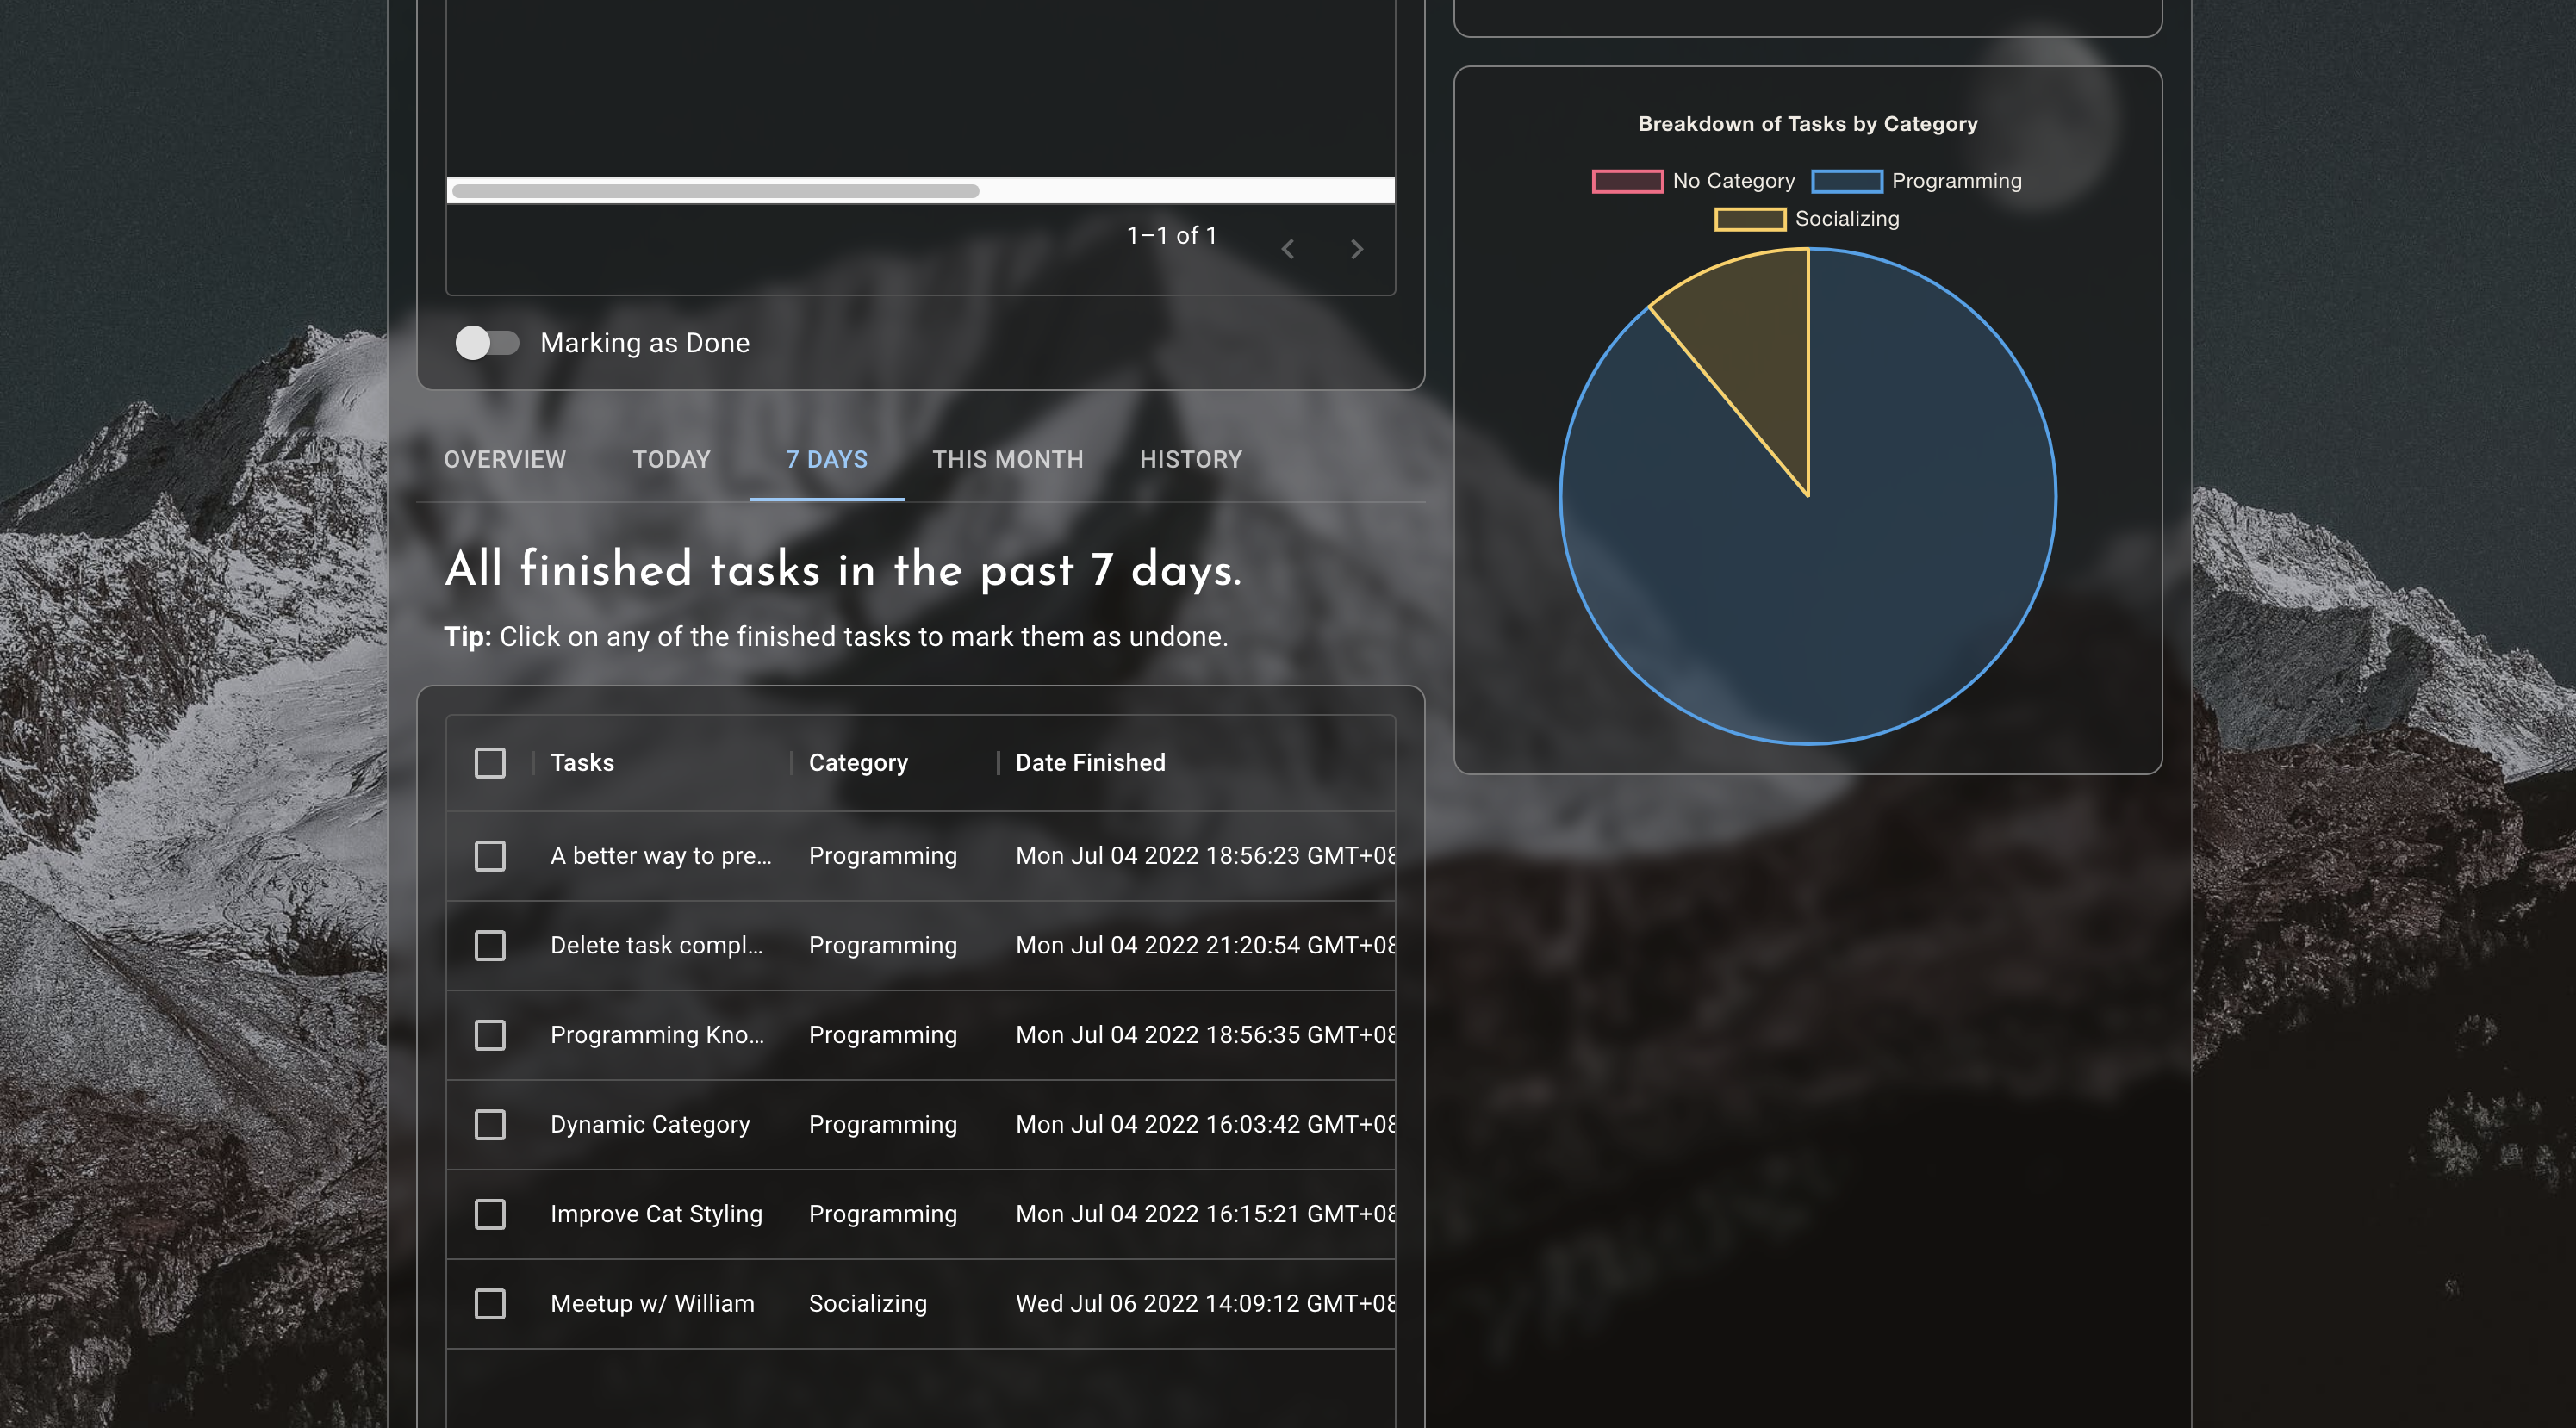 1–1 of 1
Marking as Done
OVERVIEW TODAY 7 DAYS THIS MONTH HISTORY
All finished tasks in the past 7 days.
Tip: Click on any of the finished tasks to mark them as undone.
Tasks Category Date Finished
A better way to pre... Programming Mon Jul 04 2022 18:56:23 GMT+08
Delete task compl... Programming Mon Jul 04 2022 21:20:54 GMT+08
Programming Kno... Programming Mon Jul 04 2022 18:56:35 GMT+08
Dynamic Category Programming Mon Jul 04 2022 16:03:42 GMT+08
Improve Cat Styling Programming Mon Jul 04 2022 16:15:21 GMT+08
Meetup w/ William Socializing Wed Jul 06 2022 14:09:12 GMT+08
Breakdown of Tasks by Category
No Category Programming
Socializing